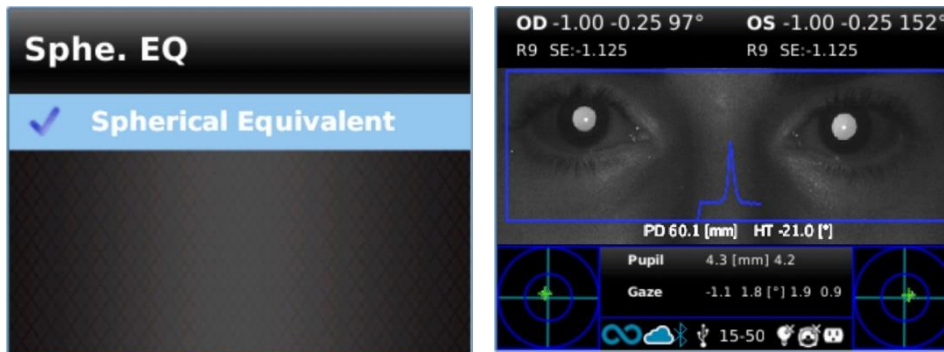 Sphe. EQ
Spherical Equivalent
OD -1.00 -0.25 97° OS -1.00 -0.25 152°
R9 SE:-1.125 R9 SE:-1.125
PD 60.1 [mm] HT -21.0 [°]
Pupil 4.3 [mm] 4.2
Gaze -1.1 1.8 [°] 1.9 0.9
15-50